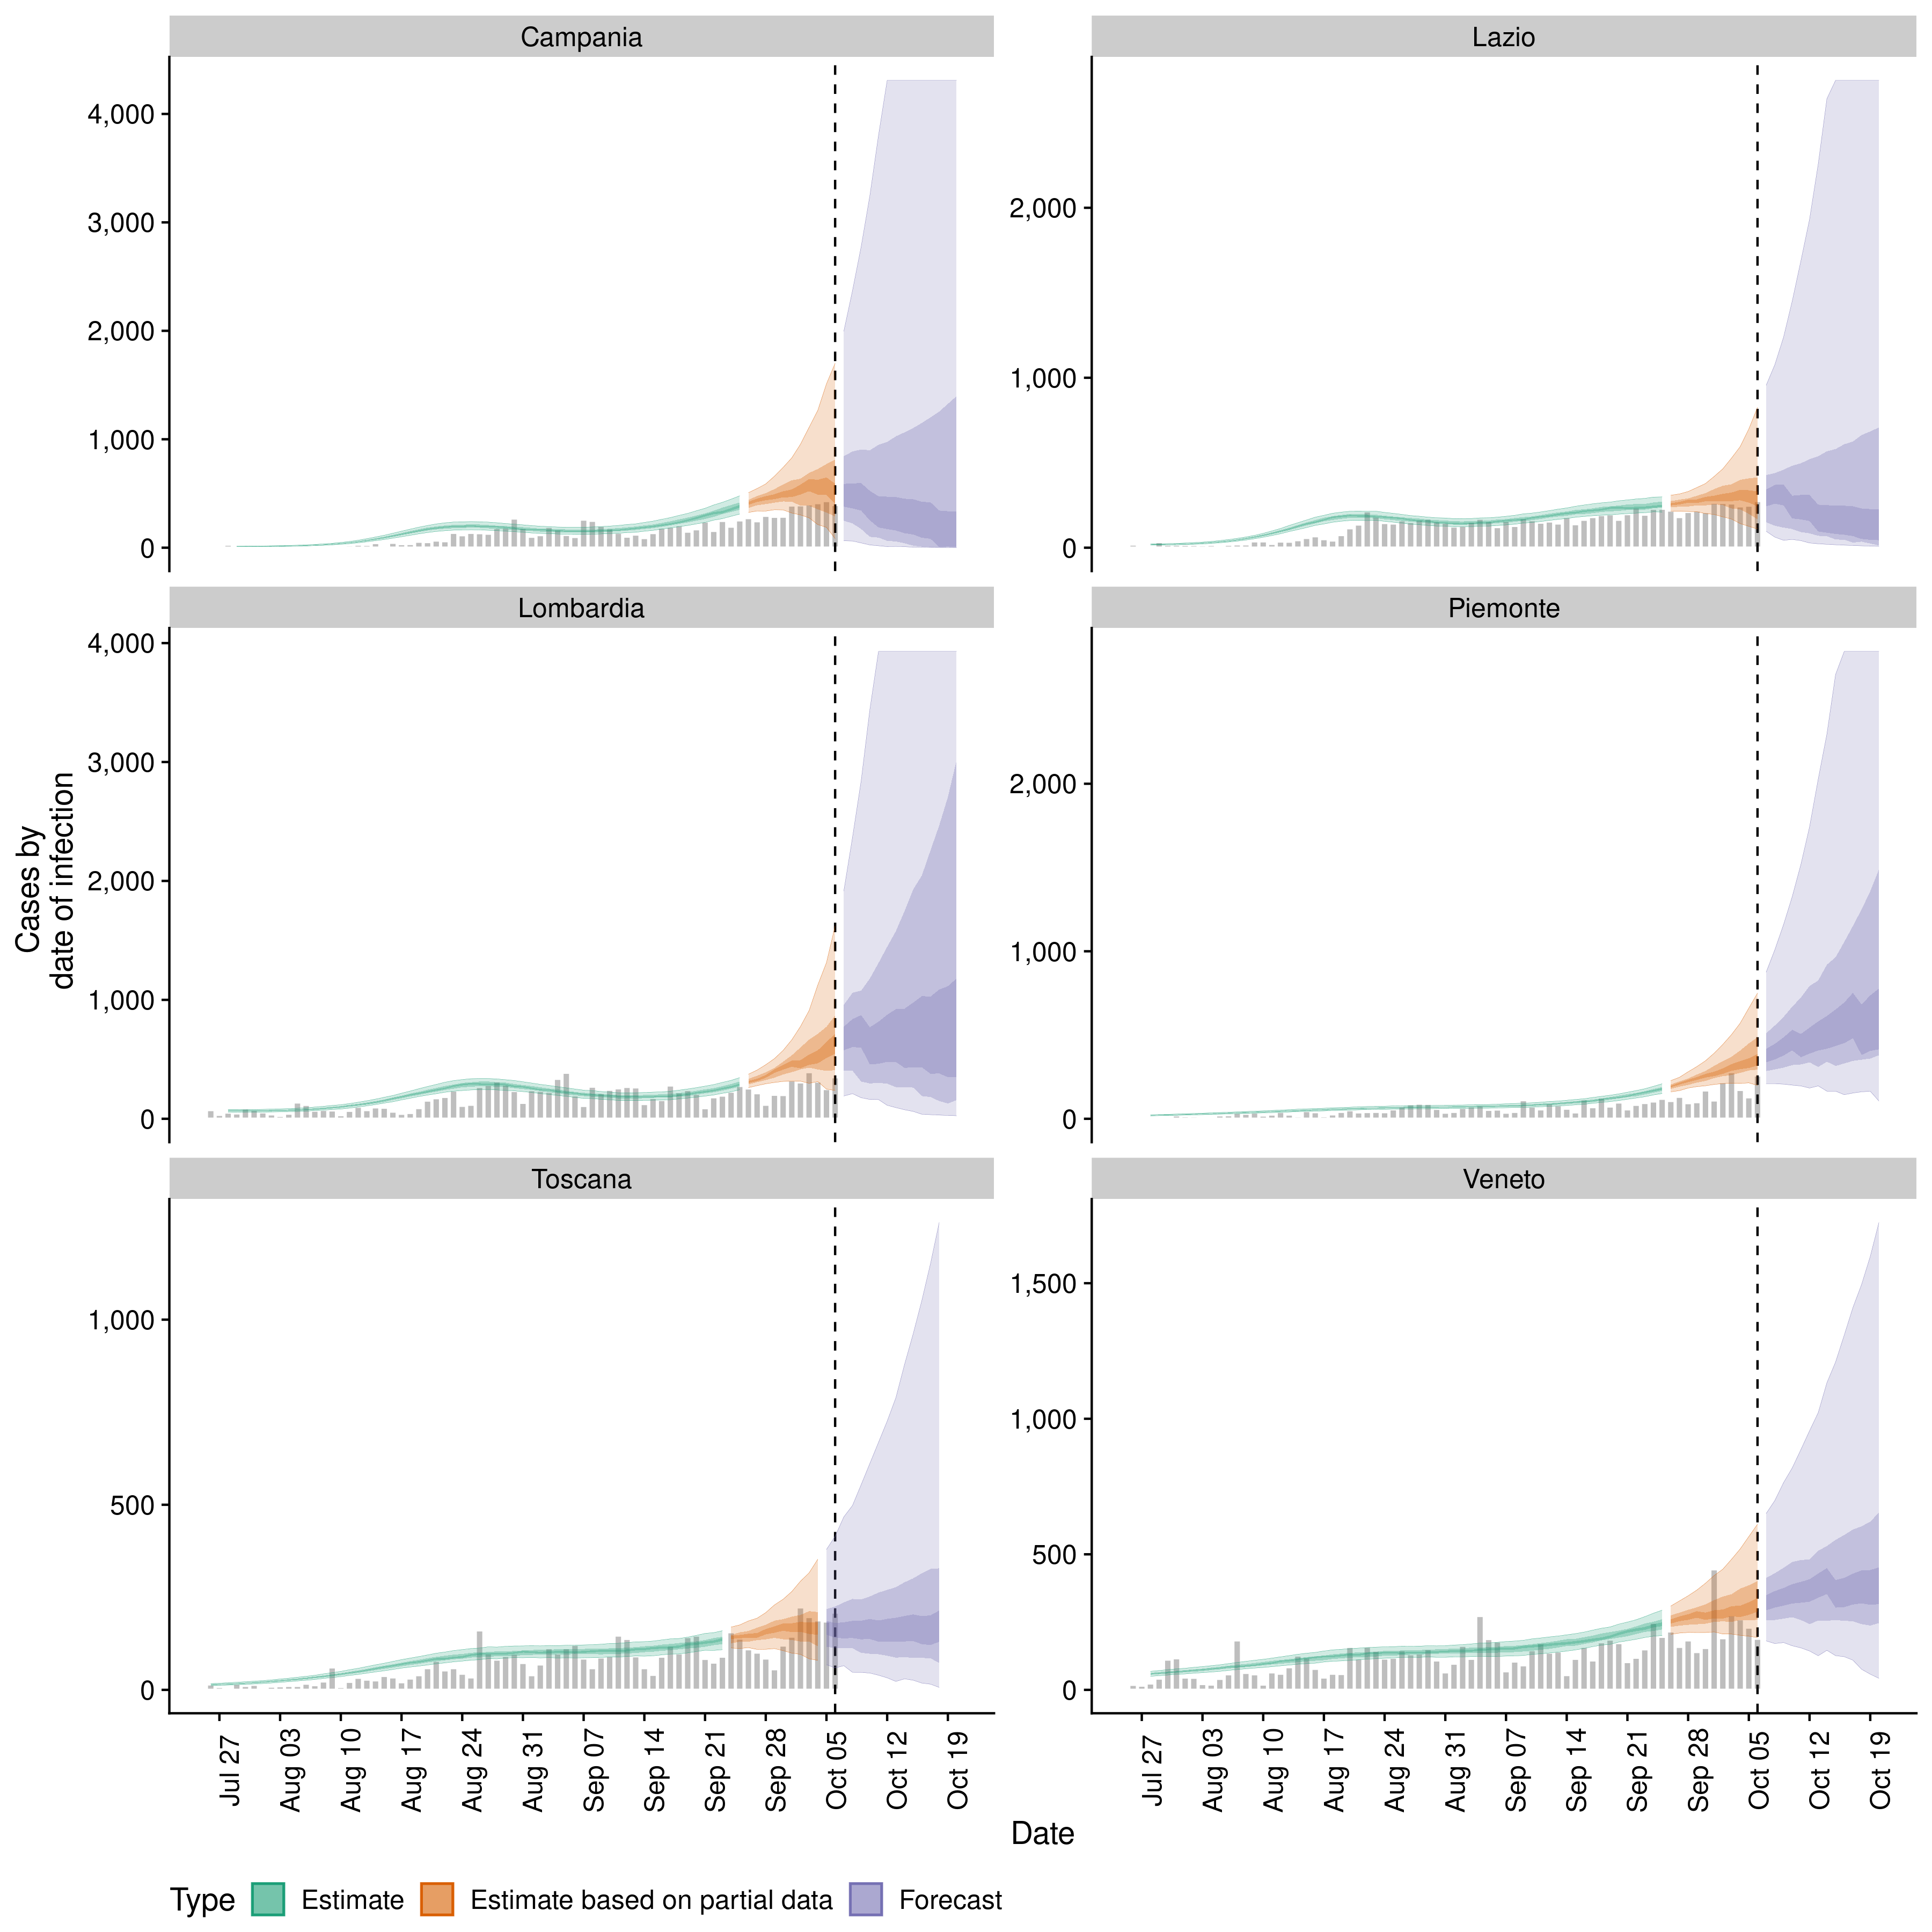 Campania
Lazio
4,000
3,000
2,000
1,000
0
2,000
1,000
0
Lombardia
Piemonte
4,000
3,000
2,000
1,000
0
2,000
1,000
0
Cases by
date of infection
Toscana
Veneto
1,000
500
0
1,500
1,000
500
0
Jul 27
Aug 03
Aug 10
Aug 17
Aug 24
Aug 31
Sep 07
Sep 14
Sep 21
Sep 28
Oct 05
Oct 12
Oct 19
Jul 27
Aug 03
Aug 10
Aug 17
Aug 24
Aug 31
Sep 07
Sep 14
Sep 21
Sep 28
Oct 05
Oct 12
Oct 19
Date
Type Estimate Estimate based on partial data Forecast